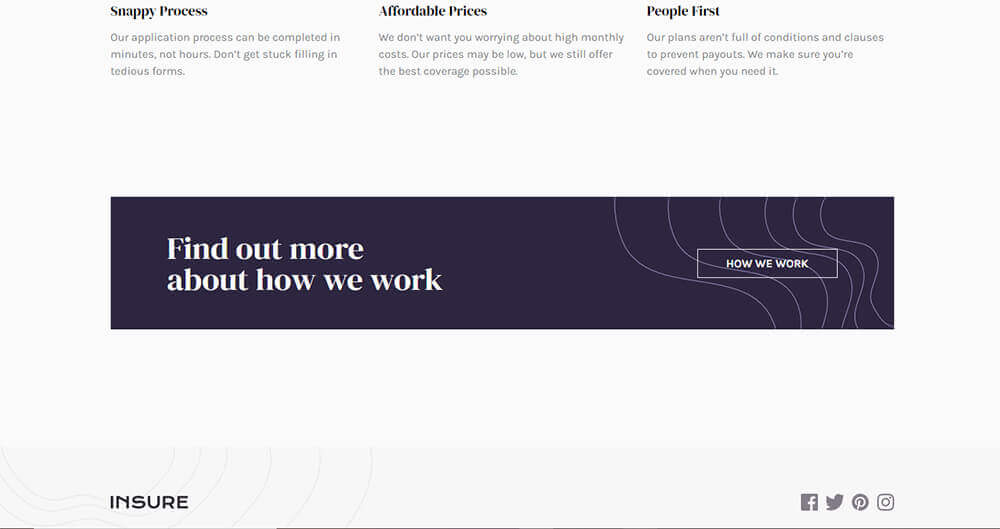 Snappy Process
Our application process can be completed in
minutes, not hours. Don’t get stuck filling in
tedious forms.
Affordable Prices
We don’t want you worrying about high monthly
costs. Our prices may be low, but we still offer
the best coverage possible.
People First
Our plans aren’t full of conditions and clauses
to prevent payouts. We make sure you’re
covered when you need it.
Find out more
about how we work
HOW WE WORK
INSURE